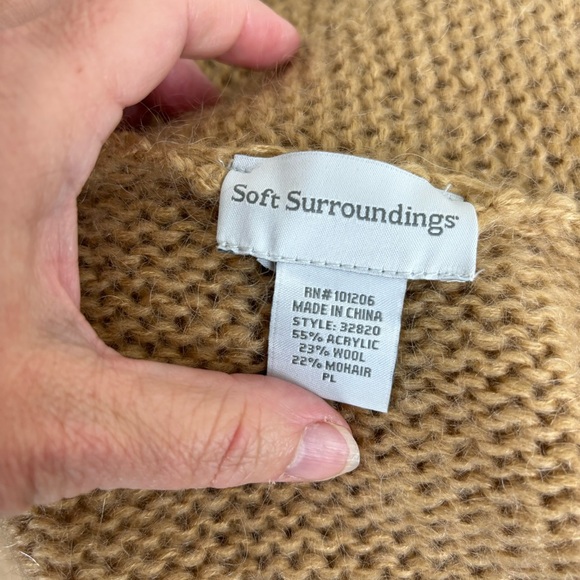 Soft Surroundings
RN# 101206
MADE IN CHINA
STYLE: 32820
55% ACRYLIC
23% WOOL
22% MOHAIR
PL